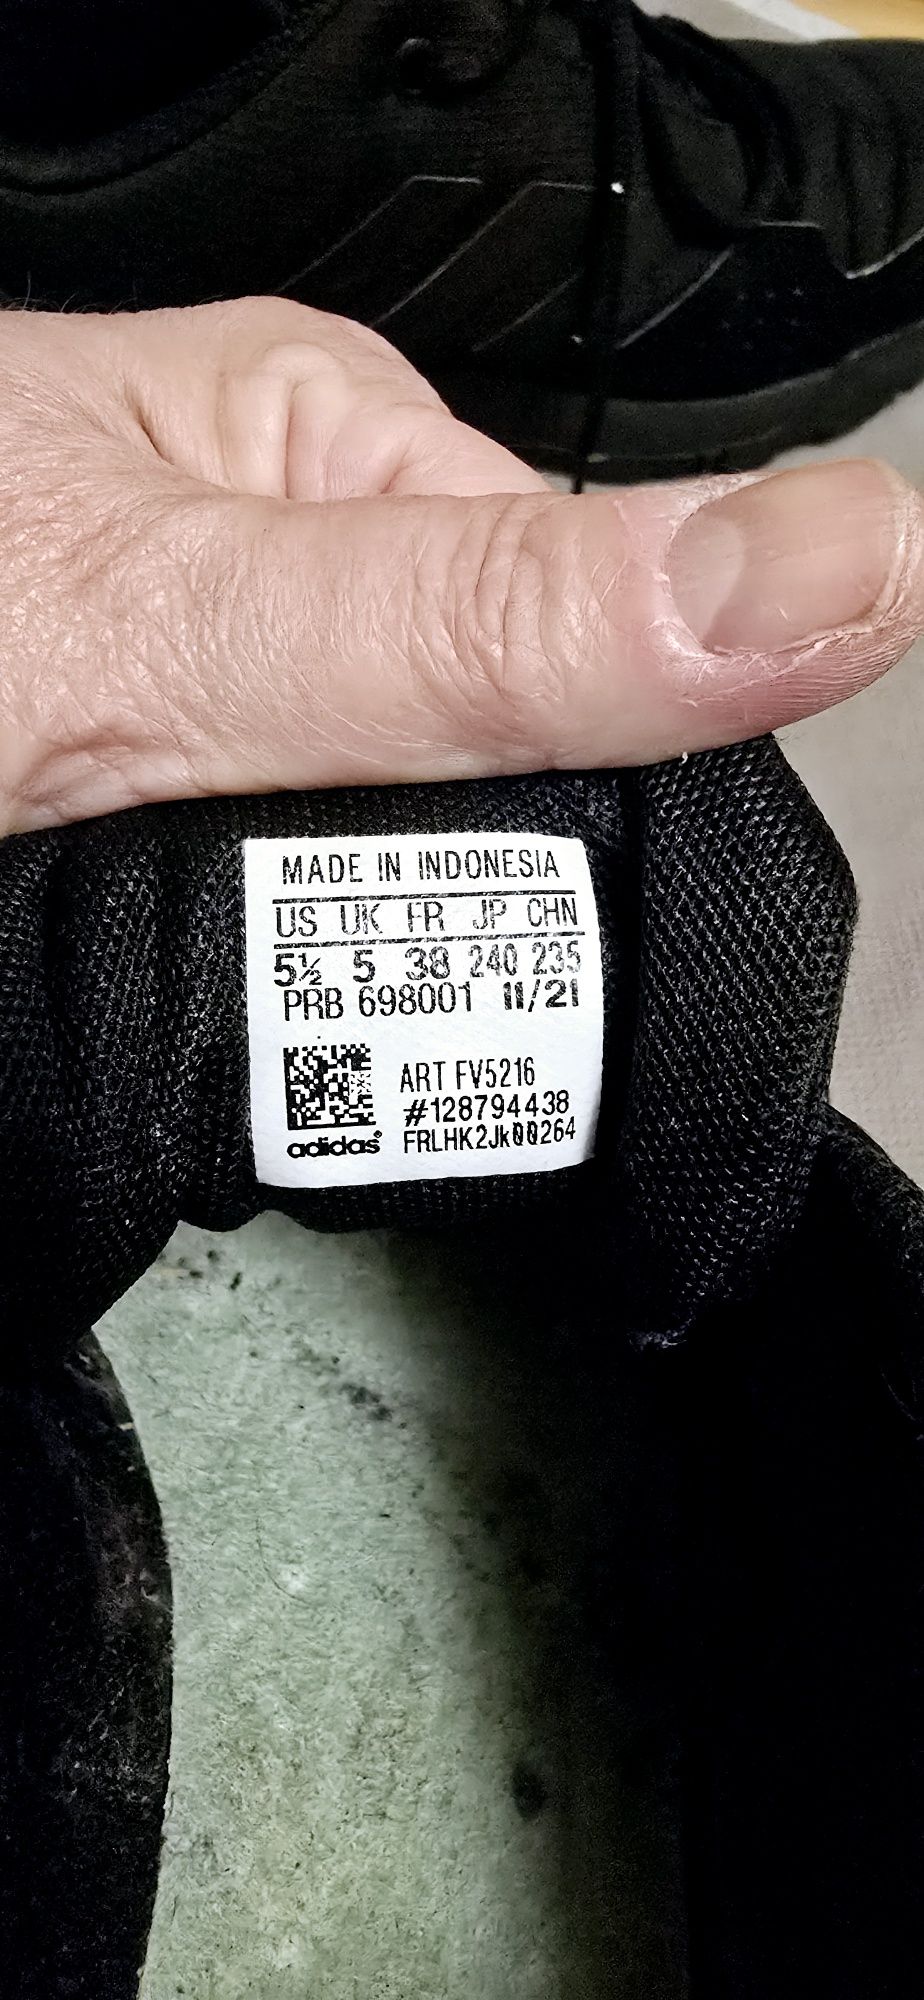 MADE IN INDONESIA
US UK FR JP CHN
5½ 5 38 240 235
PRB 698001 11/21
ART FV5216
#128794438
adidas® FRLHK2Jk00264